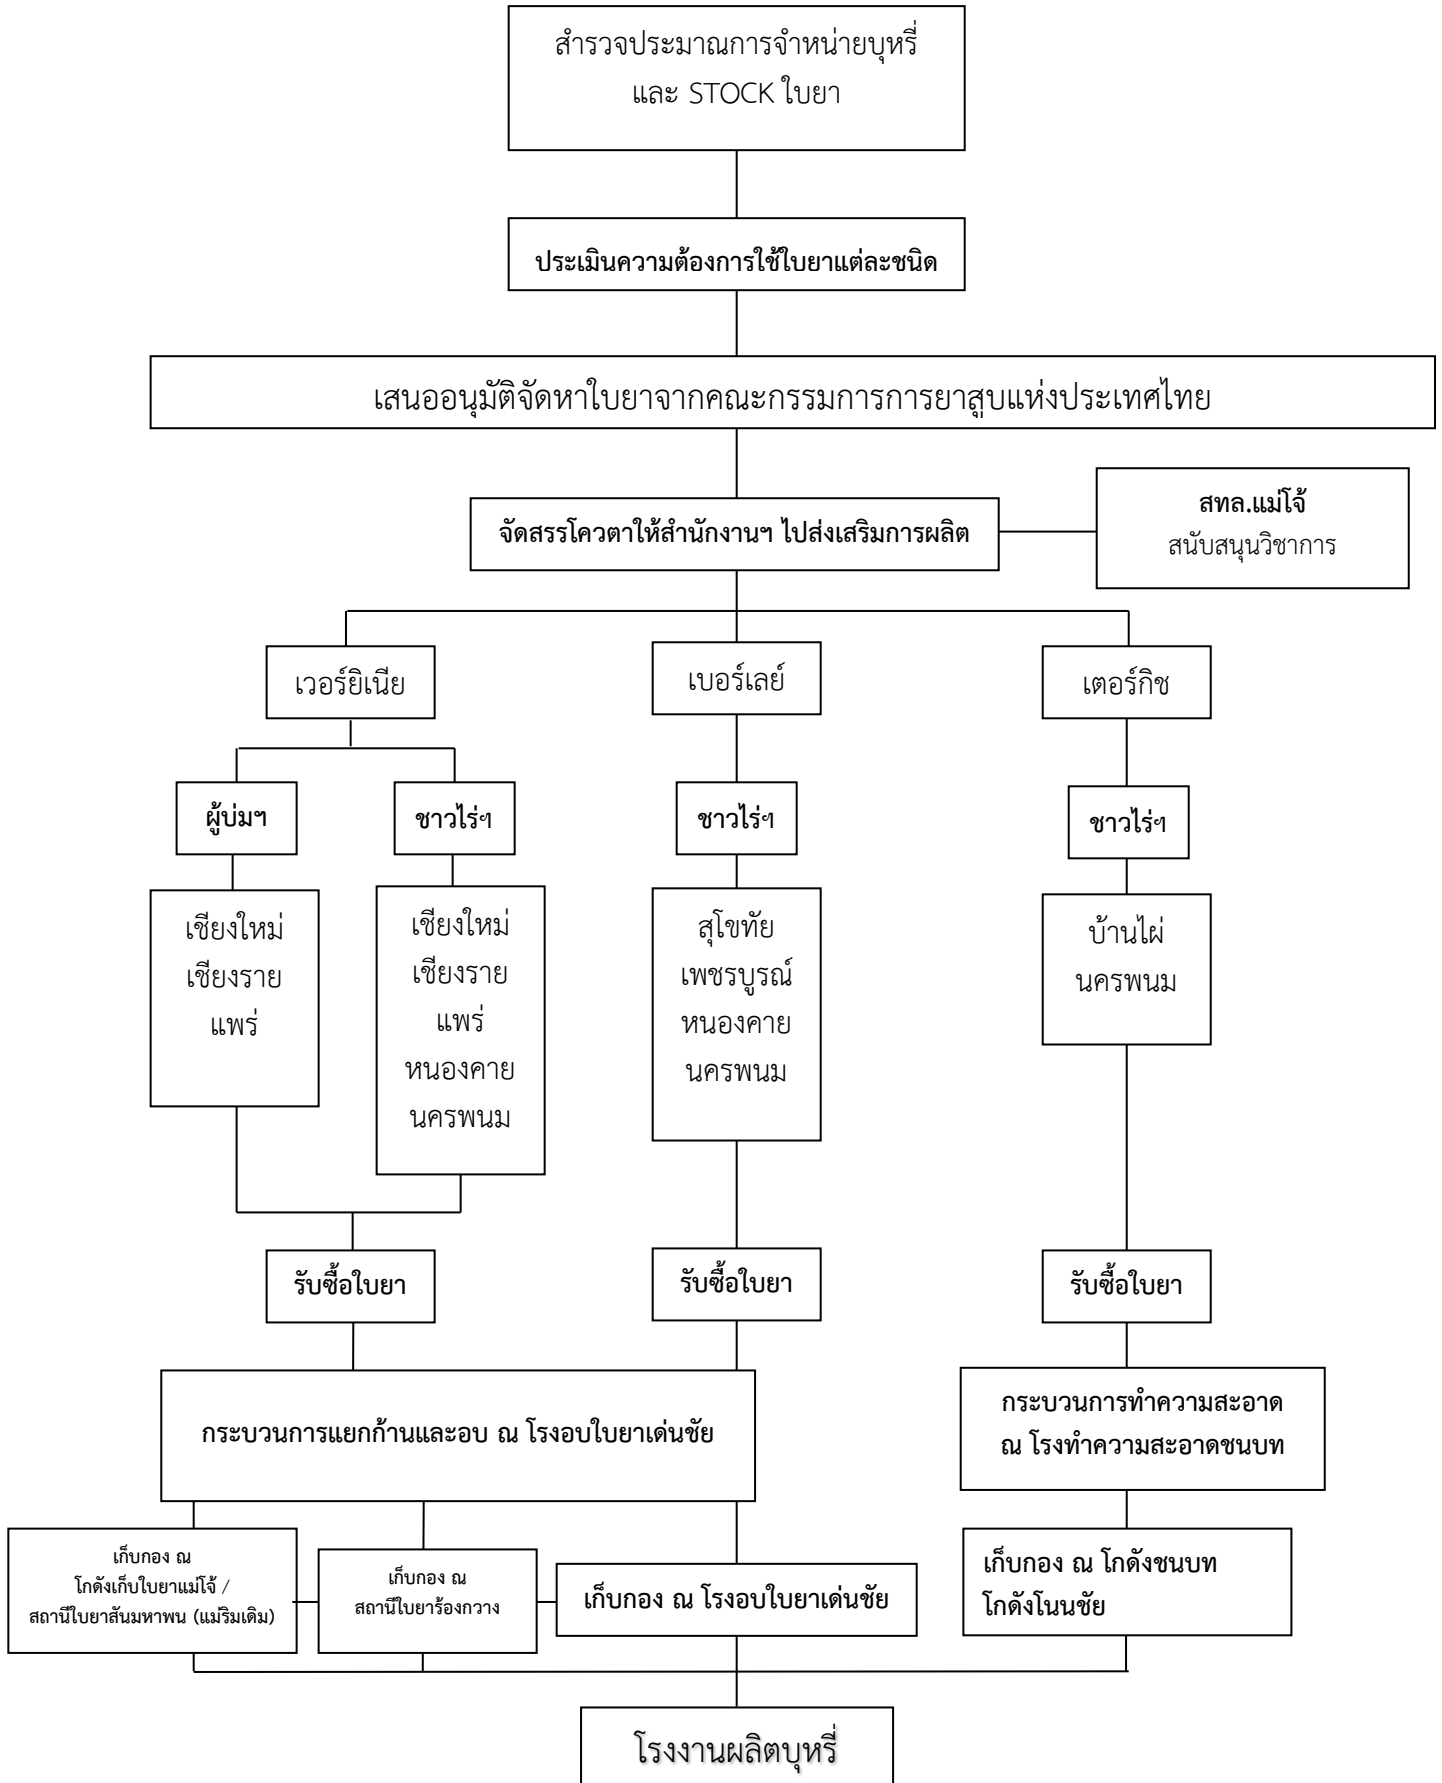 สำรวจประมาณการจำหน่ายบุหรี่
และ STOCK ใบยา
ประเมินความต้องการใช้ใบยาแต่ละชนิด
เสนออนุมัติจัดหาใบยาจากคณะกรรมการการยาสูบแห่งประเทศไทย
จัดสรรโควตาให้สำนักงานฯ ไปส่งเสริมการผลิต
สทล.แม่โจ้
สนับสนุนวิชาการ
เวอร์ยิเนีย
เบอร์เลย์
เตอร์กิช
ผู้บ่มฯ
ชาวไร่ฯ
ชาวไร่ฯ
ชาวไร่ฯ
เชียงใหม่
เชียงราย
แพร่
เชียงใหม่
เชียงราย
แพร่
หนองคาย
นครพนม
สุโขทัย
เพชรบูรณ์
หนองคาย
นครพนม
บ้านไผ่
นครพนม
รับซื้อใบยา
รับซื้อใบยา
รับซื้อใบยา
กระบวนการแยกก้านและอบ ณ โรงอบใบยาเด่นชัย
กระบวนการทำความสะอาด
ณ โรงทำความสะอาดชนบท
เก็บกอง ณ
โกดังเก็บใบยาแม่โจ้ /
สถานีใบยาสันมหาพน (แม่ริมเดิม)
เก็บกอง ณ
สถานีใบยาร้องกวาง
เก็บกอง ณ โรงอบใบยาเด่นชัย
เก็บกอง ณ โกดังชนบท
โกดังโนนชัย
โรงงานผลิตบุหรี่